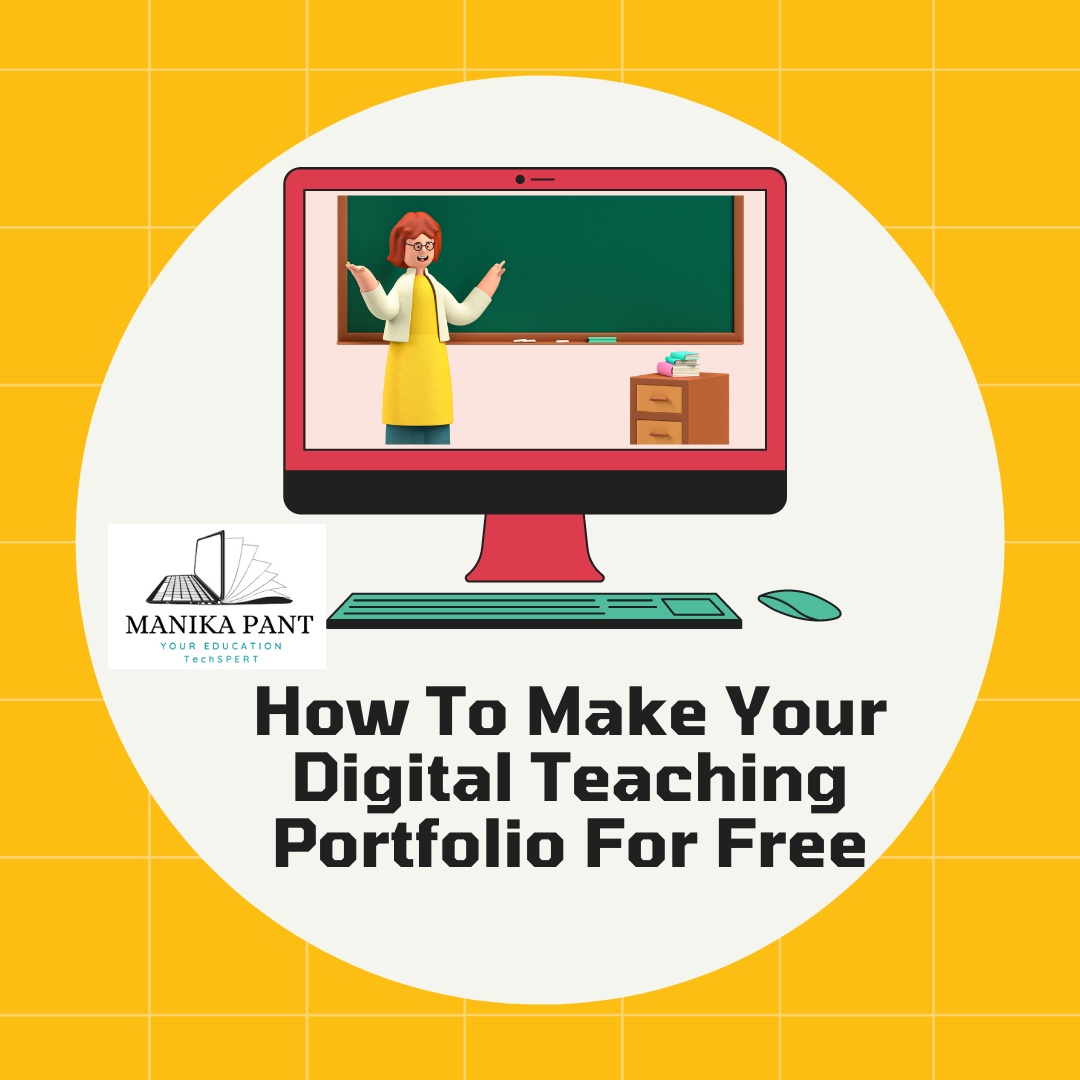 MANIKA PANT
YOUR EDUCATION
TechSPERT
How To Make Your
Digital Teaching
Portfolio For Free